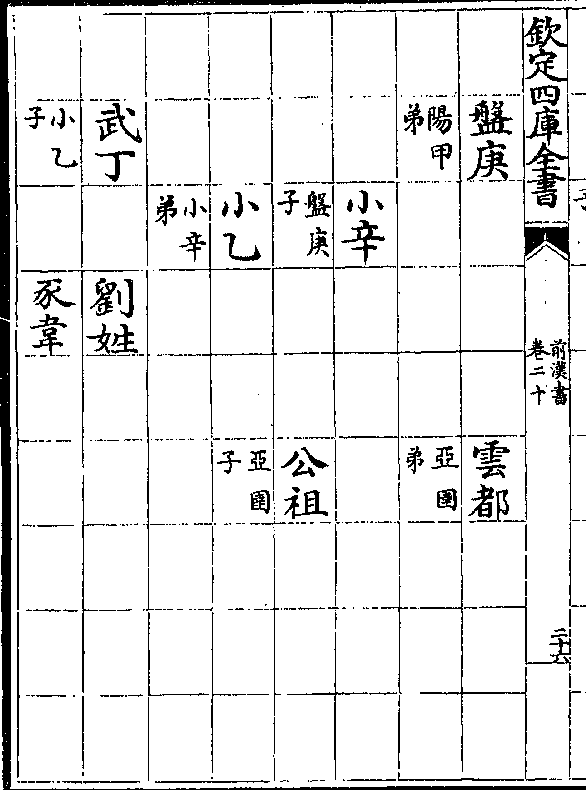 欽定四庫全書
前漢書
卷二十
二十六
盤庚
陽甲
弟
雲都
亞圉
弟
小辛
盤庚
子
公祖
亞圉
子
小乙
小辛
弟
武丁
小乙
子
劉姓
豕韋